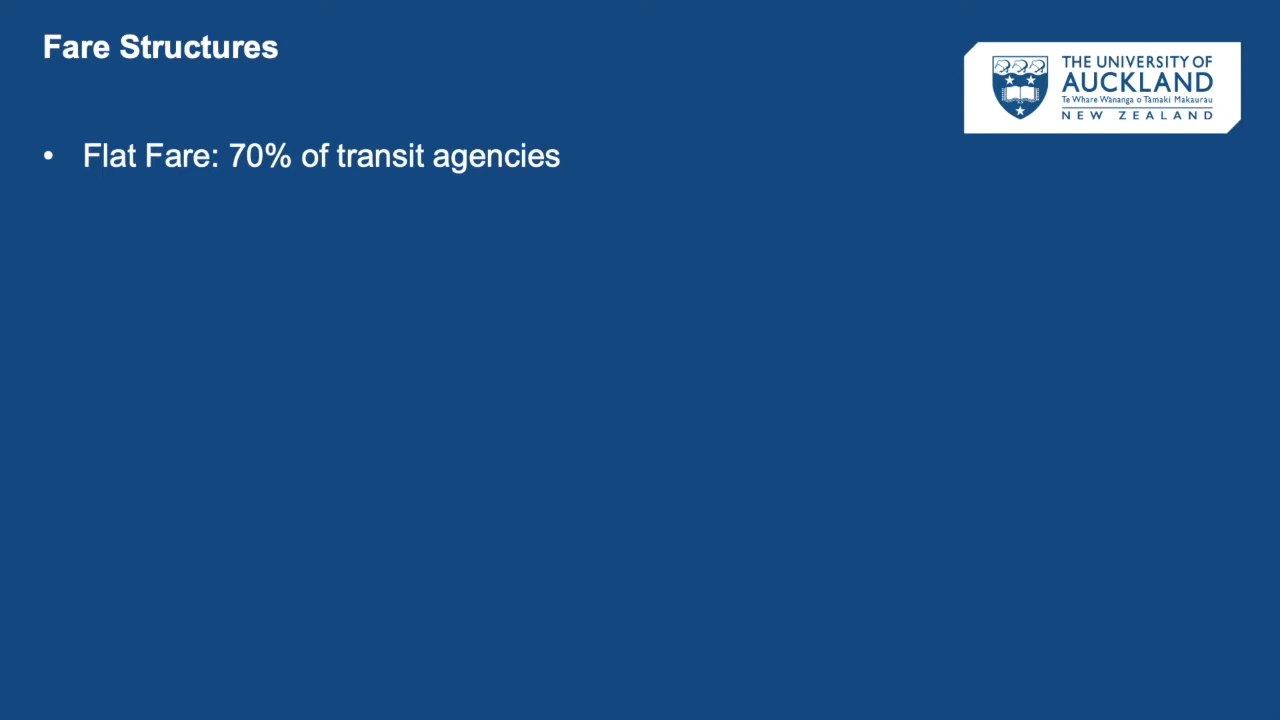 Fare Structures
THE UNIVERSITY OF
AUCKLAND
Te Whare Wānanga o Tāmaki Makaurau
NEW ZEALAND
• Flat Fare: 70% of transit agencies